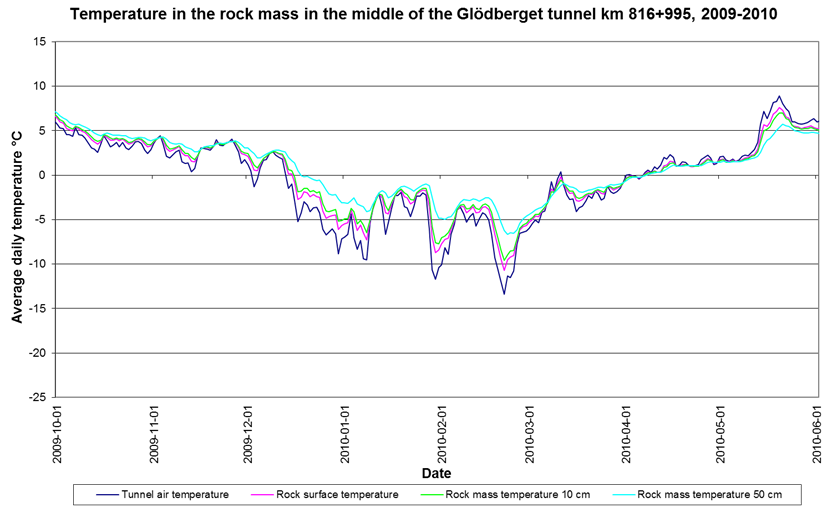 Temperature in the rock mass in the middle of the Glödberget tunnel km 816+995, 2009-2010
Average daily temperature °C
15
10
5
0
-5
-10
-15
-20
-25
2009-10-01
2009-11-01
2009-12-01
2010-01-01
2010-02-01
2010-03-01
2010-04-01
2010-05-01
2010-06-01
Date
Tunnel air temperature
Rock surface temperature
Rock mass temperature 10 cm
Rock mass temperature 50 cm